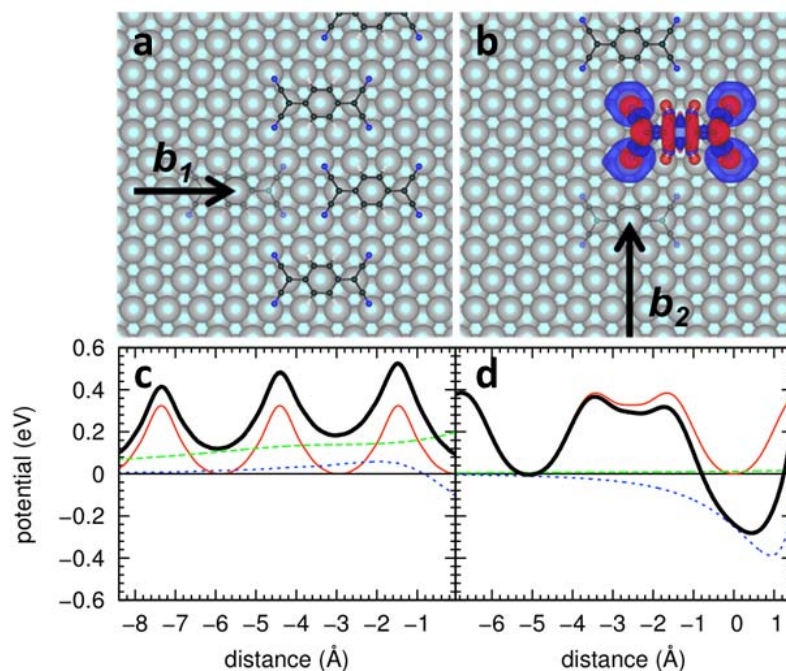 a b
b1
b2
c d
0.6
0.4
0.2
0
−0.2
−0.4
−0.6
potential (eV)
−8 −7 −6 −5 −4 −3 −2 −1 −6 −5 −4 −3 −2 −1 0 1
distance (Å) distance (Å)